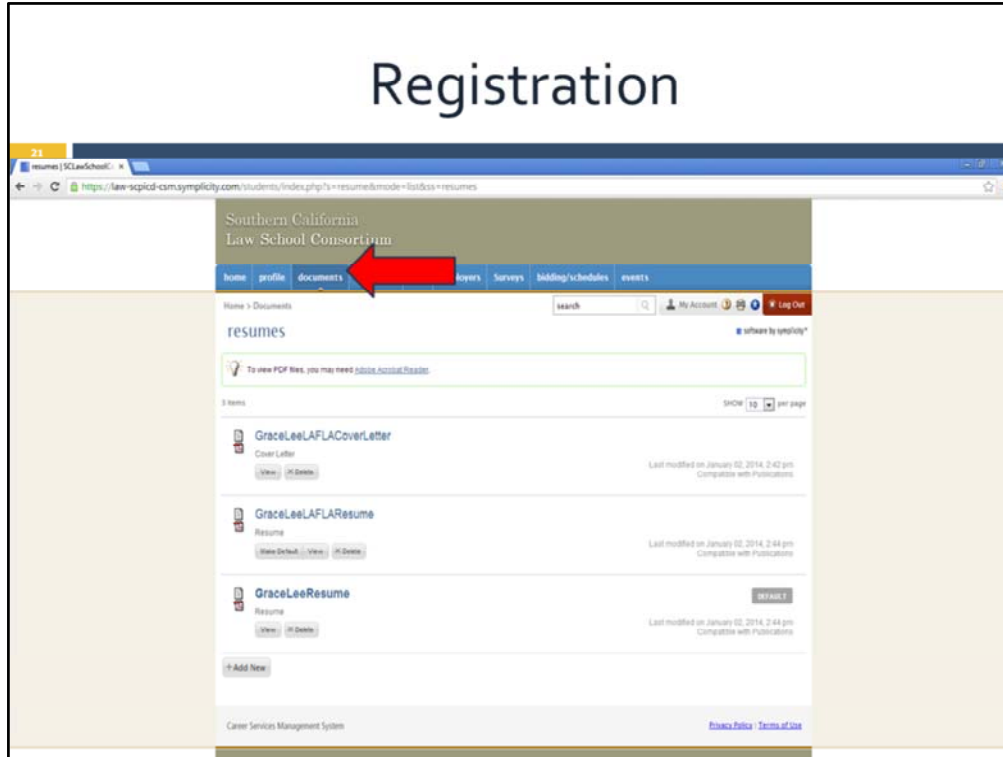 Registration
21
resumes | SCLawSchoolC
https://law-scpicd-csm.symplicity.com/students/index.php?s=resume&mode=list&ss=resumes
Southern California
Law School Consortium
home profile documents Surveys bidding/schedules events
Home > Documents search My Account Log Out
resumes software by symplicity
To view PDF files, you may need Adobe Acrobat Reader.
3 items SHOW 10 per page
GraceLeeLAFLACoverLetter
Cover Letter
View Delete
Last modified on January 02, 2014, 2:42 pm
Compatible with Publications
GraceLeeLAFLAResume
Resume
Make Default View Delete
Last modified on January 02, 2014, 2:44 pm
Compatible with Publications
GraceLeeResume DEFAULT
Resume
View Delete
Last modified on January 02, 2014, 2:44 pm
Compatible with Publications
+ Add New
Career Services Management System Privacy Policy | Terms of Use